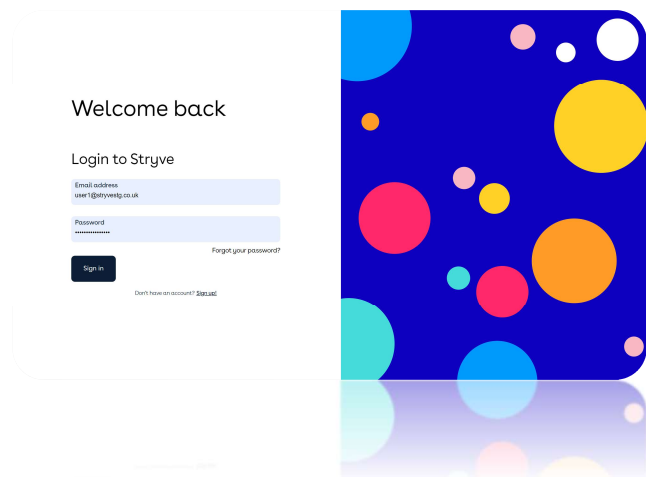 Welcome back
Login to Stryve
Email address
user1@stryvestg.co.uk
Password
••••••••••••••••
Forgot your password?
Sign in
Don't have an account? Sign up!